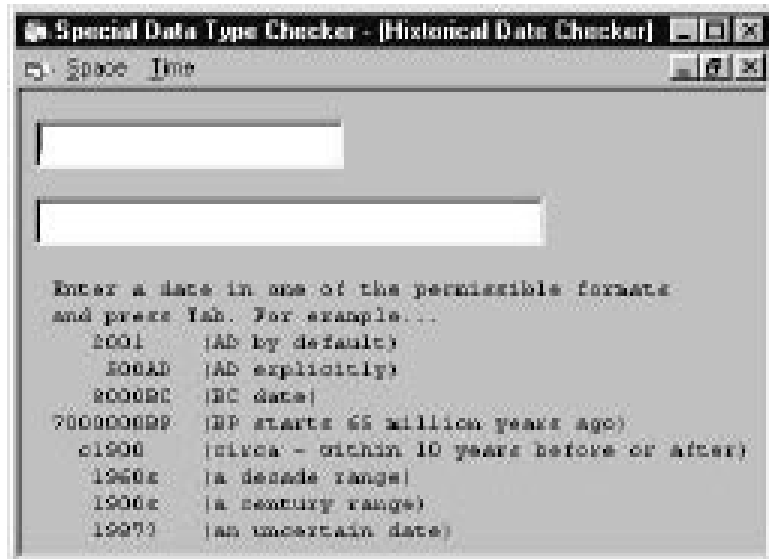 Special Data Type Checker - (Historical Date Checker)
Space Time
Enter a date in one of the permissible formats
and press Tab. For example...
2001 (AD by default)
500AD (AD explicitly)
8000BC (BC date)
(BP starts 65 million years ago)
c1900 (circa - within 10 years before or after)
1960s (a decade range)
1900s (a century range)
1997? (an uncertain date)